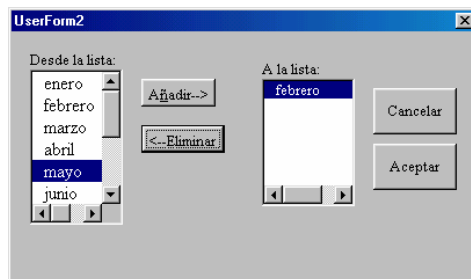 UserForm2
Desde la lista:
enero
febrero
marzo
abril
mayo
junio
Añadir-->
<--Eliminar
A la lista:
febrero
Cancelar
Aceptar